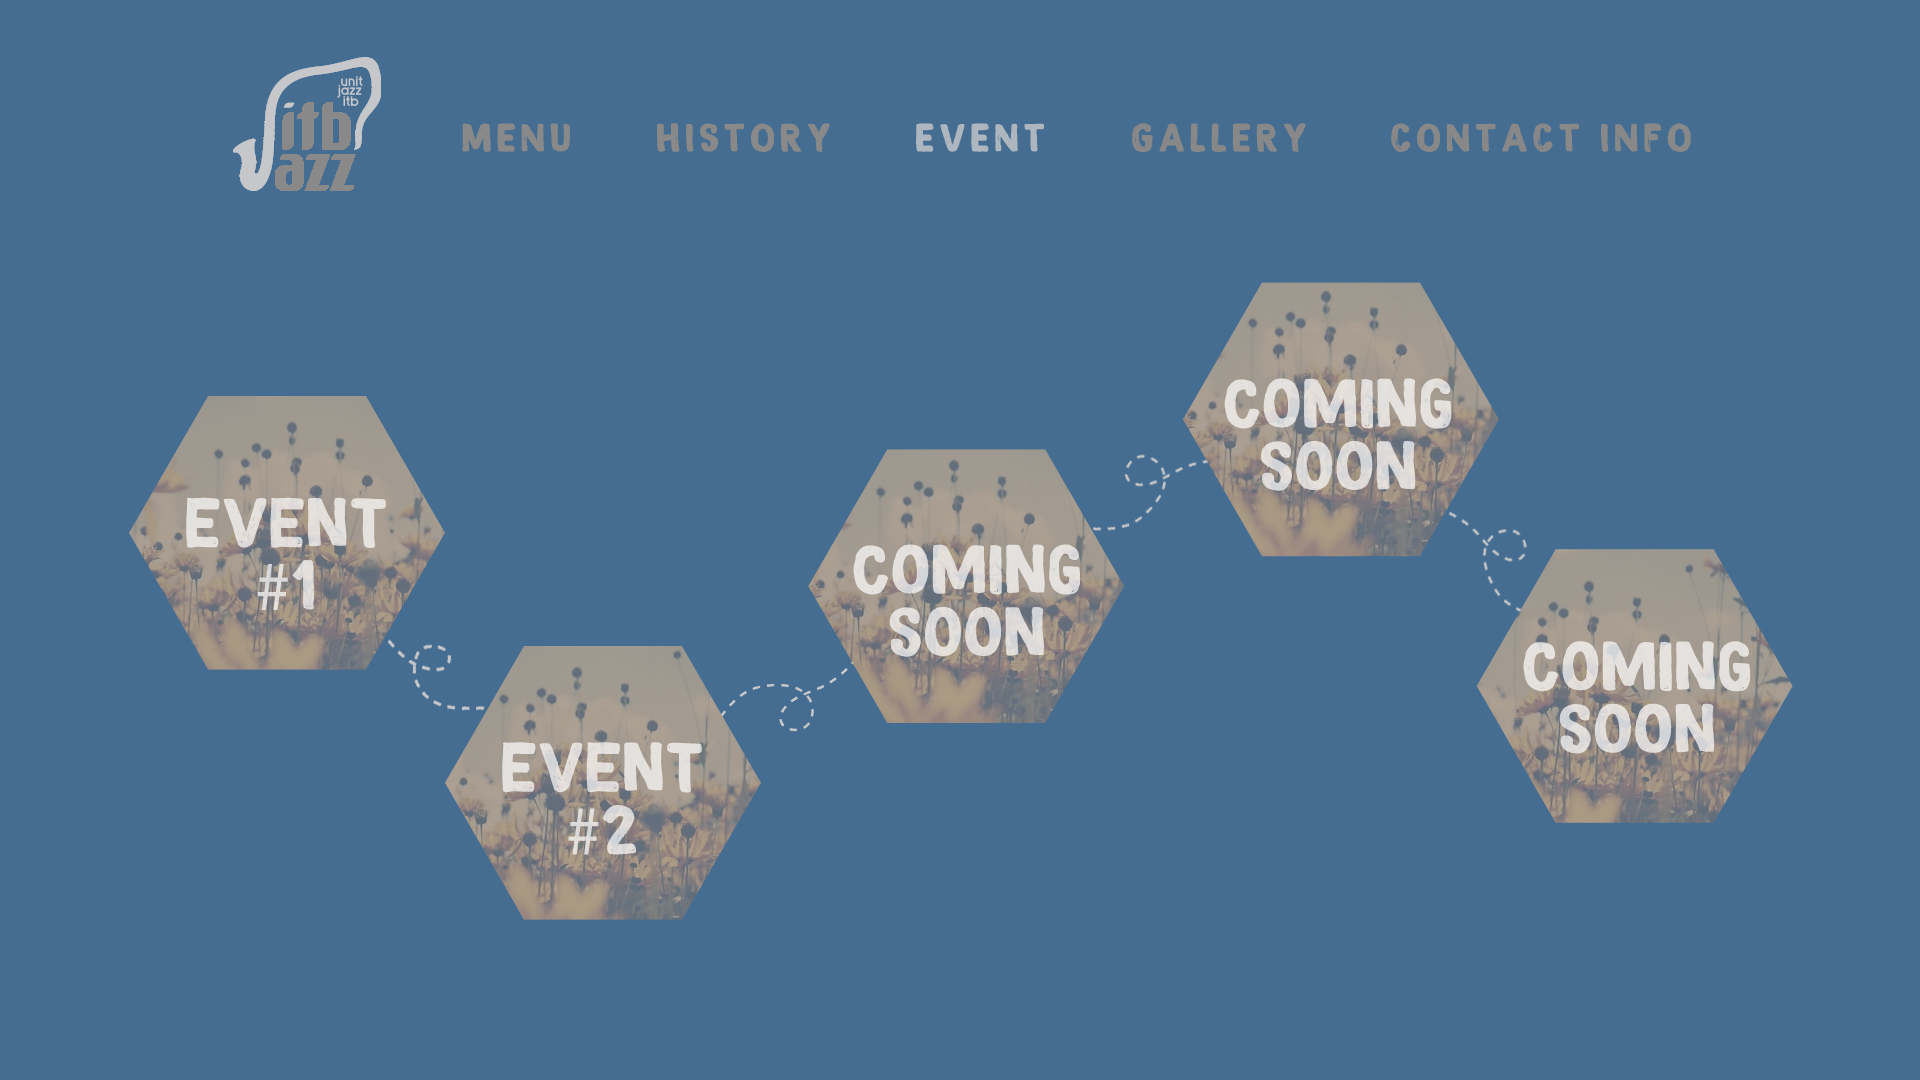 unit
jazz
itb
itb
azz
MENU
HISTORY
EVENT
GALLERY
CONTACT INFO
EVENT
#1
EVENT
#2
COMING
SOON
COMING
SOON
COMING
SOON